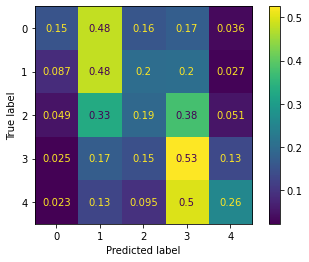 0 0.15 0.48 0.16 0.17 0.036
1 0.087 0.48 0.2 0.2 0.027
2 0.049 0.33 0.19 0.38 0.051
3 0.025 0.17 0.15 0.53 0.13
4 0.023 0.13 0.095 0.5 0.26
0 1 2 3 4
Predicted label
True label
0.5
0.4
0.3
0.2
0.1